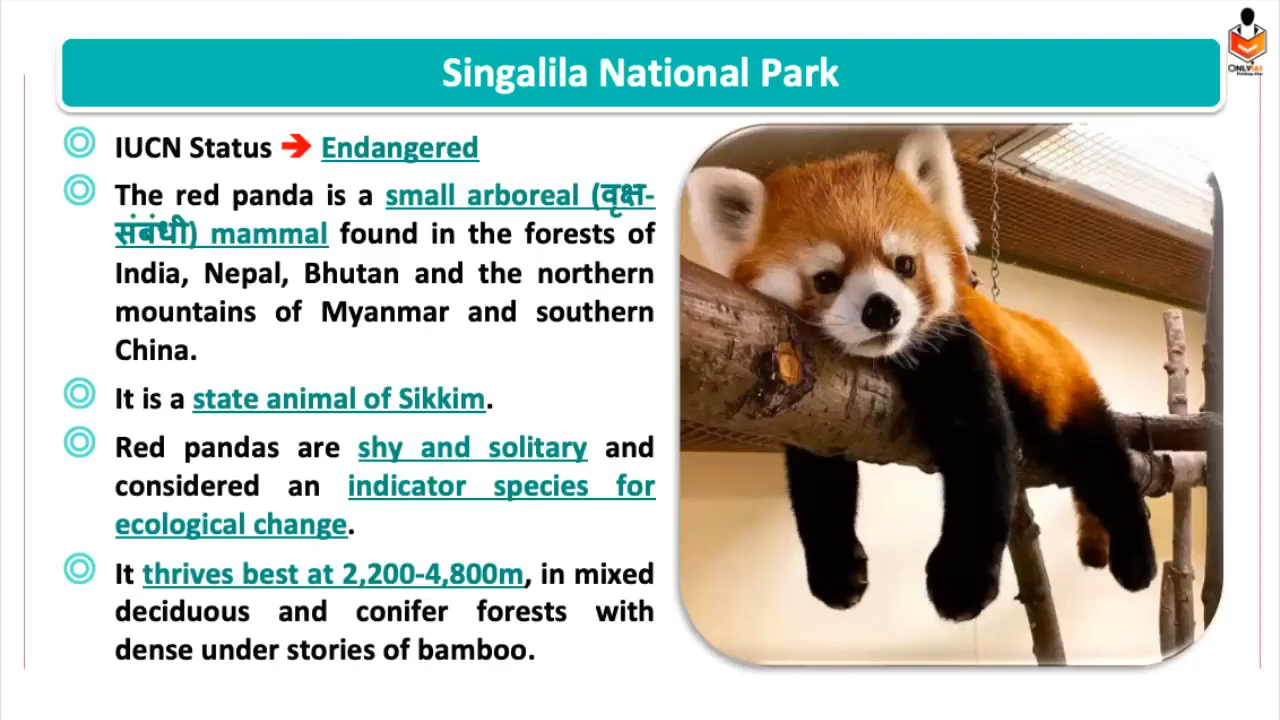 Singalila National Park
ONLYIAS
IUCN Status ➔ Endangered
The red panda is a small arboreal (वृक्ष-
संबंधी) mammal found in the forests of
India, Nepal, Bhutan and the northern
mountains of Myanmar and southern
China.
It is a state animal of Sikkim.
Red pandas are shy and solitary and
considered an indicator species for
ecological change.
It thrives best at 2,200-4,800m, in mixed
deciduous and conifer forests with
dense under stories of bamboo.